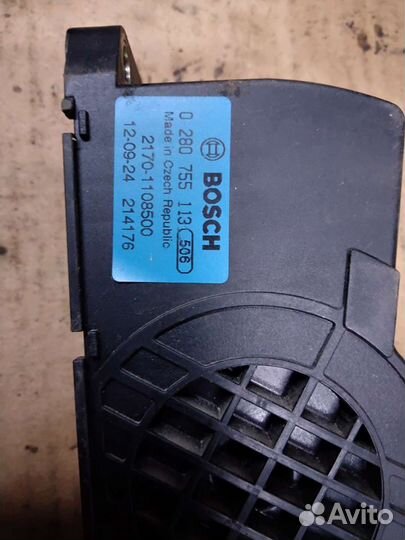 BOSCH
0 280 755 113 506
Made in Czech Republic
2170-1108500
12-09-24 214176
Avito